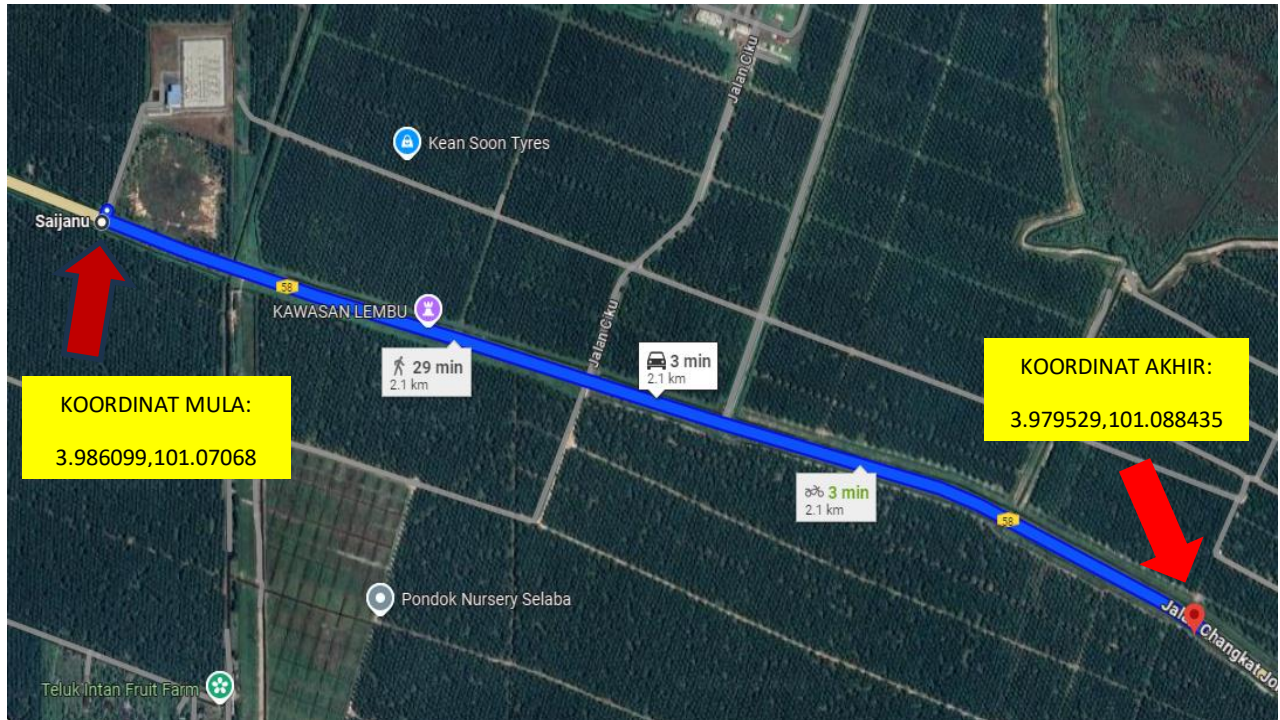 Jalan Ciku
Kean Soon Tyres
Saijanu
58
KAWASAN LEMBU
Jalan Ciku
29 min
2.1 km
3 min
2.1 km
KOORDINAT MULA:
3.986099,101.07068
KOORDINAT AKHIR:
3.979529,101.088435
3 min
2.1 km
58
Pondok Nursery Selaba
Jalan Changkat Jo
Teluk Intan Fruit Farm